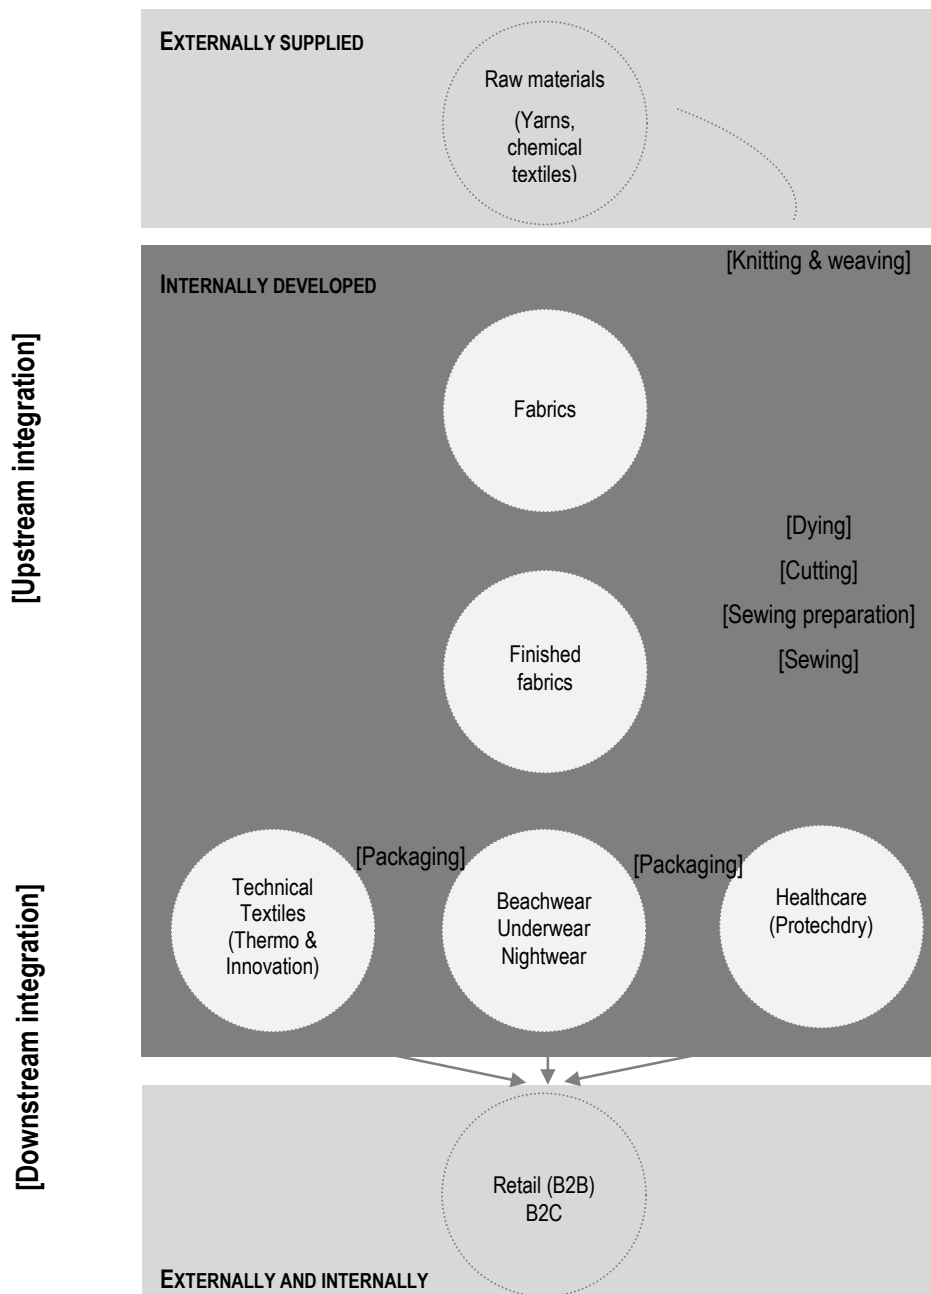 EXTERNALLY SUPPLIED
Raw materials
(Yarns,
chemical
textiles)
[Knitting & weaving]
INTERNALLY DEVELOPED
[Upstream integration]
Fabrics
[Dying]
[Cutting]
[Sewing preparation]
[Sewing]
Finished
fabrics
[Downstream integration]
[Packaging]
[Packaging]
Technical
Textiles
(Thermo &
Innovation)
Beachwear
Underwear
Nightwear
Healthcare
(Protechdry)
Retail (B2B)
B2C
EXTERNALLY AND INTERNALLY